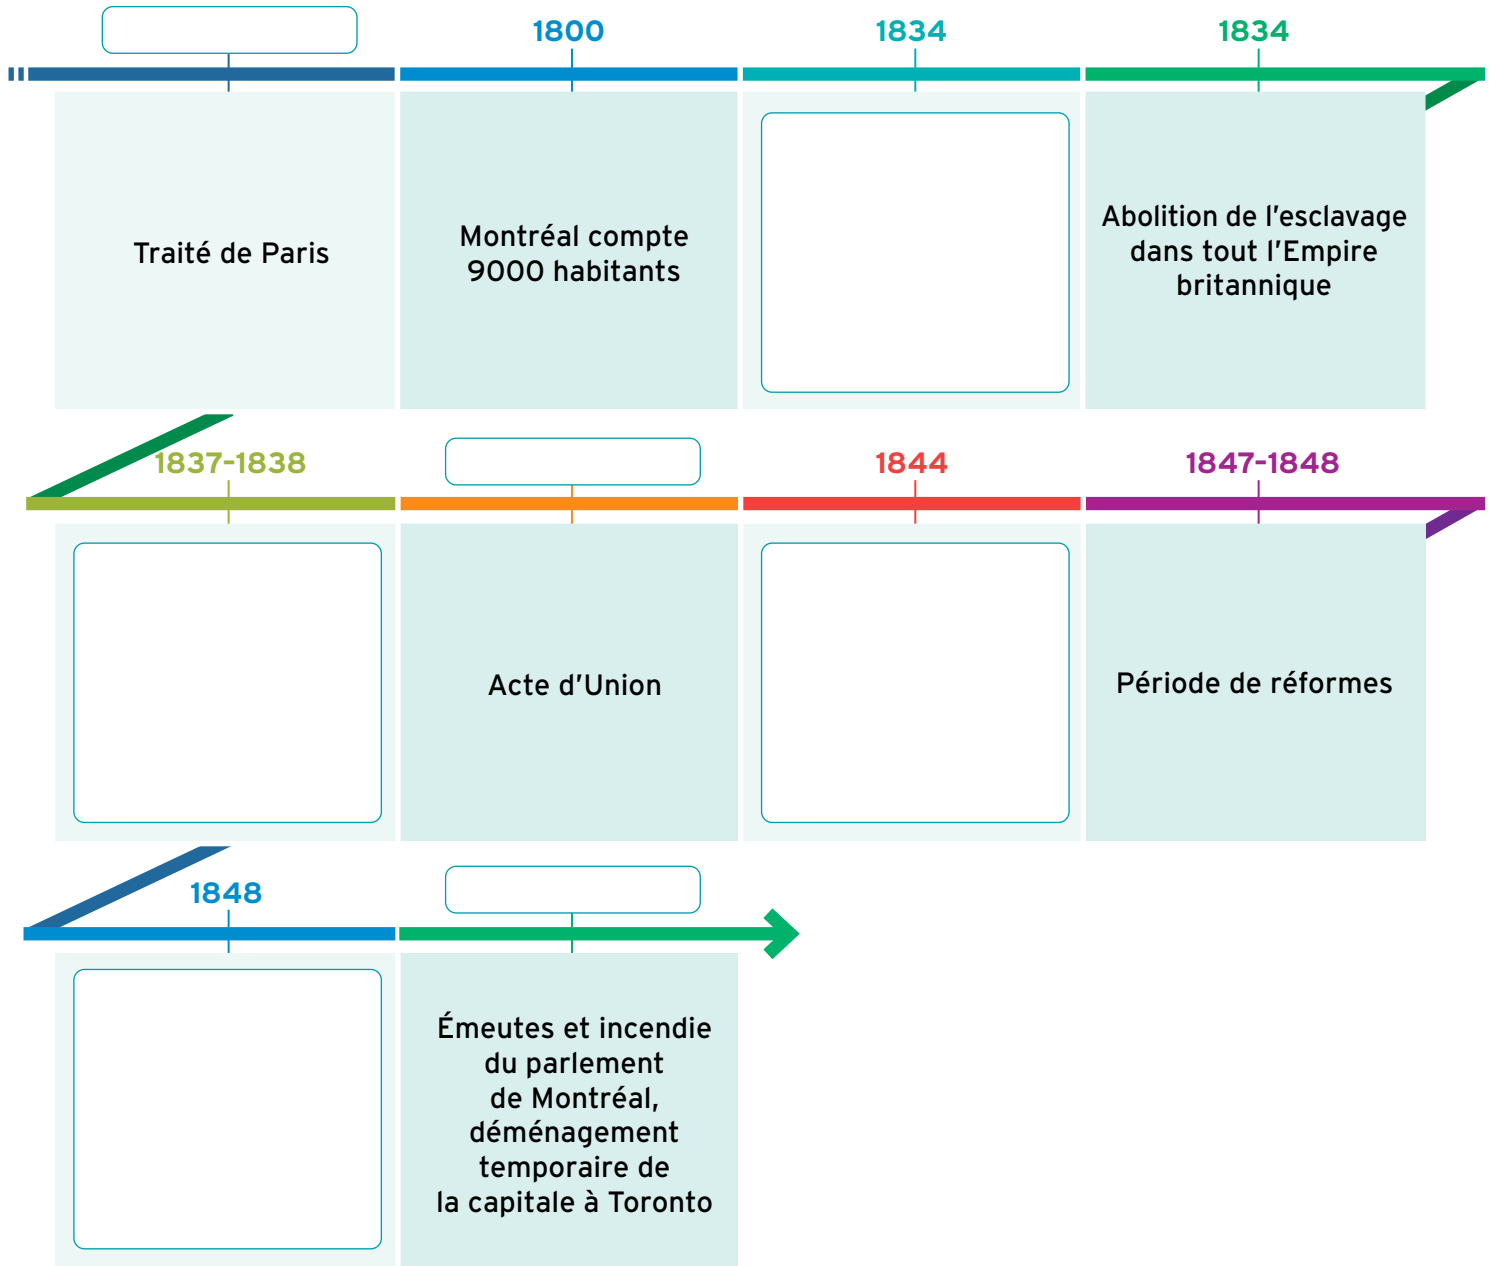 1800
1834
1834
Traité de Paris
Montréal compte
9000 habitants
Abolition de l'esclavage
dans tout l'Empire
britannique
1837-1838
1844
1847-1848
Acte d'Union
Période de réformes
1848
Émeutes et incendie
du parlement
de Montréal,
déménagement
temporaire de
la capitale à Toronto